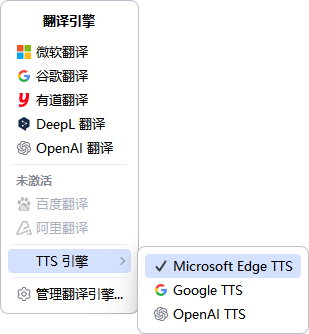 翻译引擎
微软翻译
谷歌翻译
有道翻译
DeepL 翻译
OpenAI 翻译
未激活
百度翻译
阿里翻译
TTS 引擎
管理翻译引擎...
Microsoft Edge TTS
Google TTS
OpenAI TTS